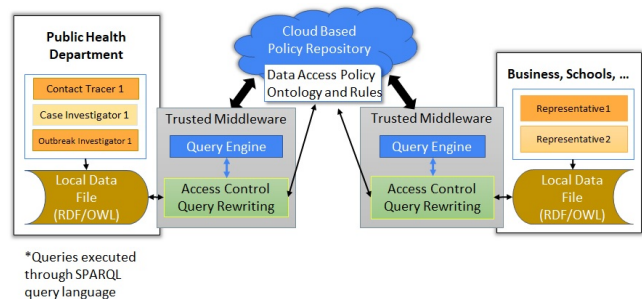 Public Health
Department
Contact Tracer 1
Case Investigator 1
Outbreak Investigator 1
Local Data
File
(RDF/OWL)
*Queries executed
through SPARQL
query language
Trusted Middleware
Query Engine
Access Control
Query Rewriting
Cloud Based
Policy Repository
Data Access Policy
Ontology and Rules
Trusted Middleware
Query Engine
Access Control
Query Rewriting
Business, Schools, ...
Representative1
Representative2
Local Data
File
(RDF/OWL)